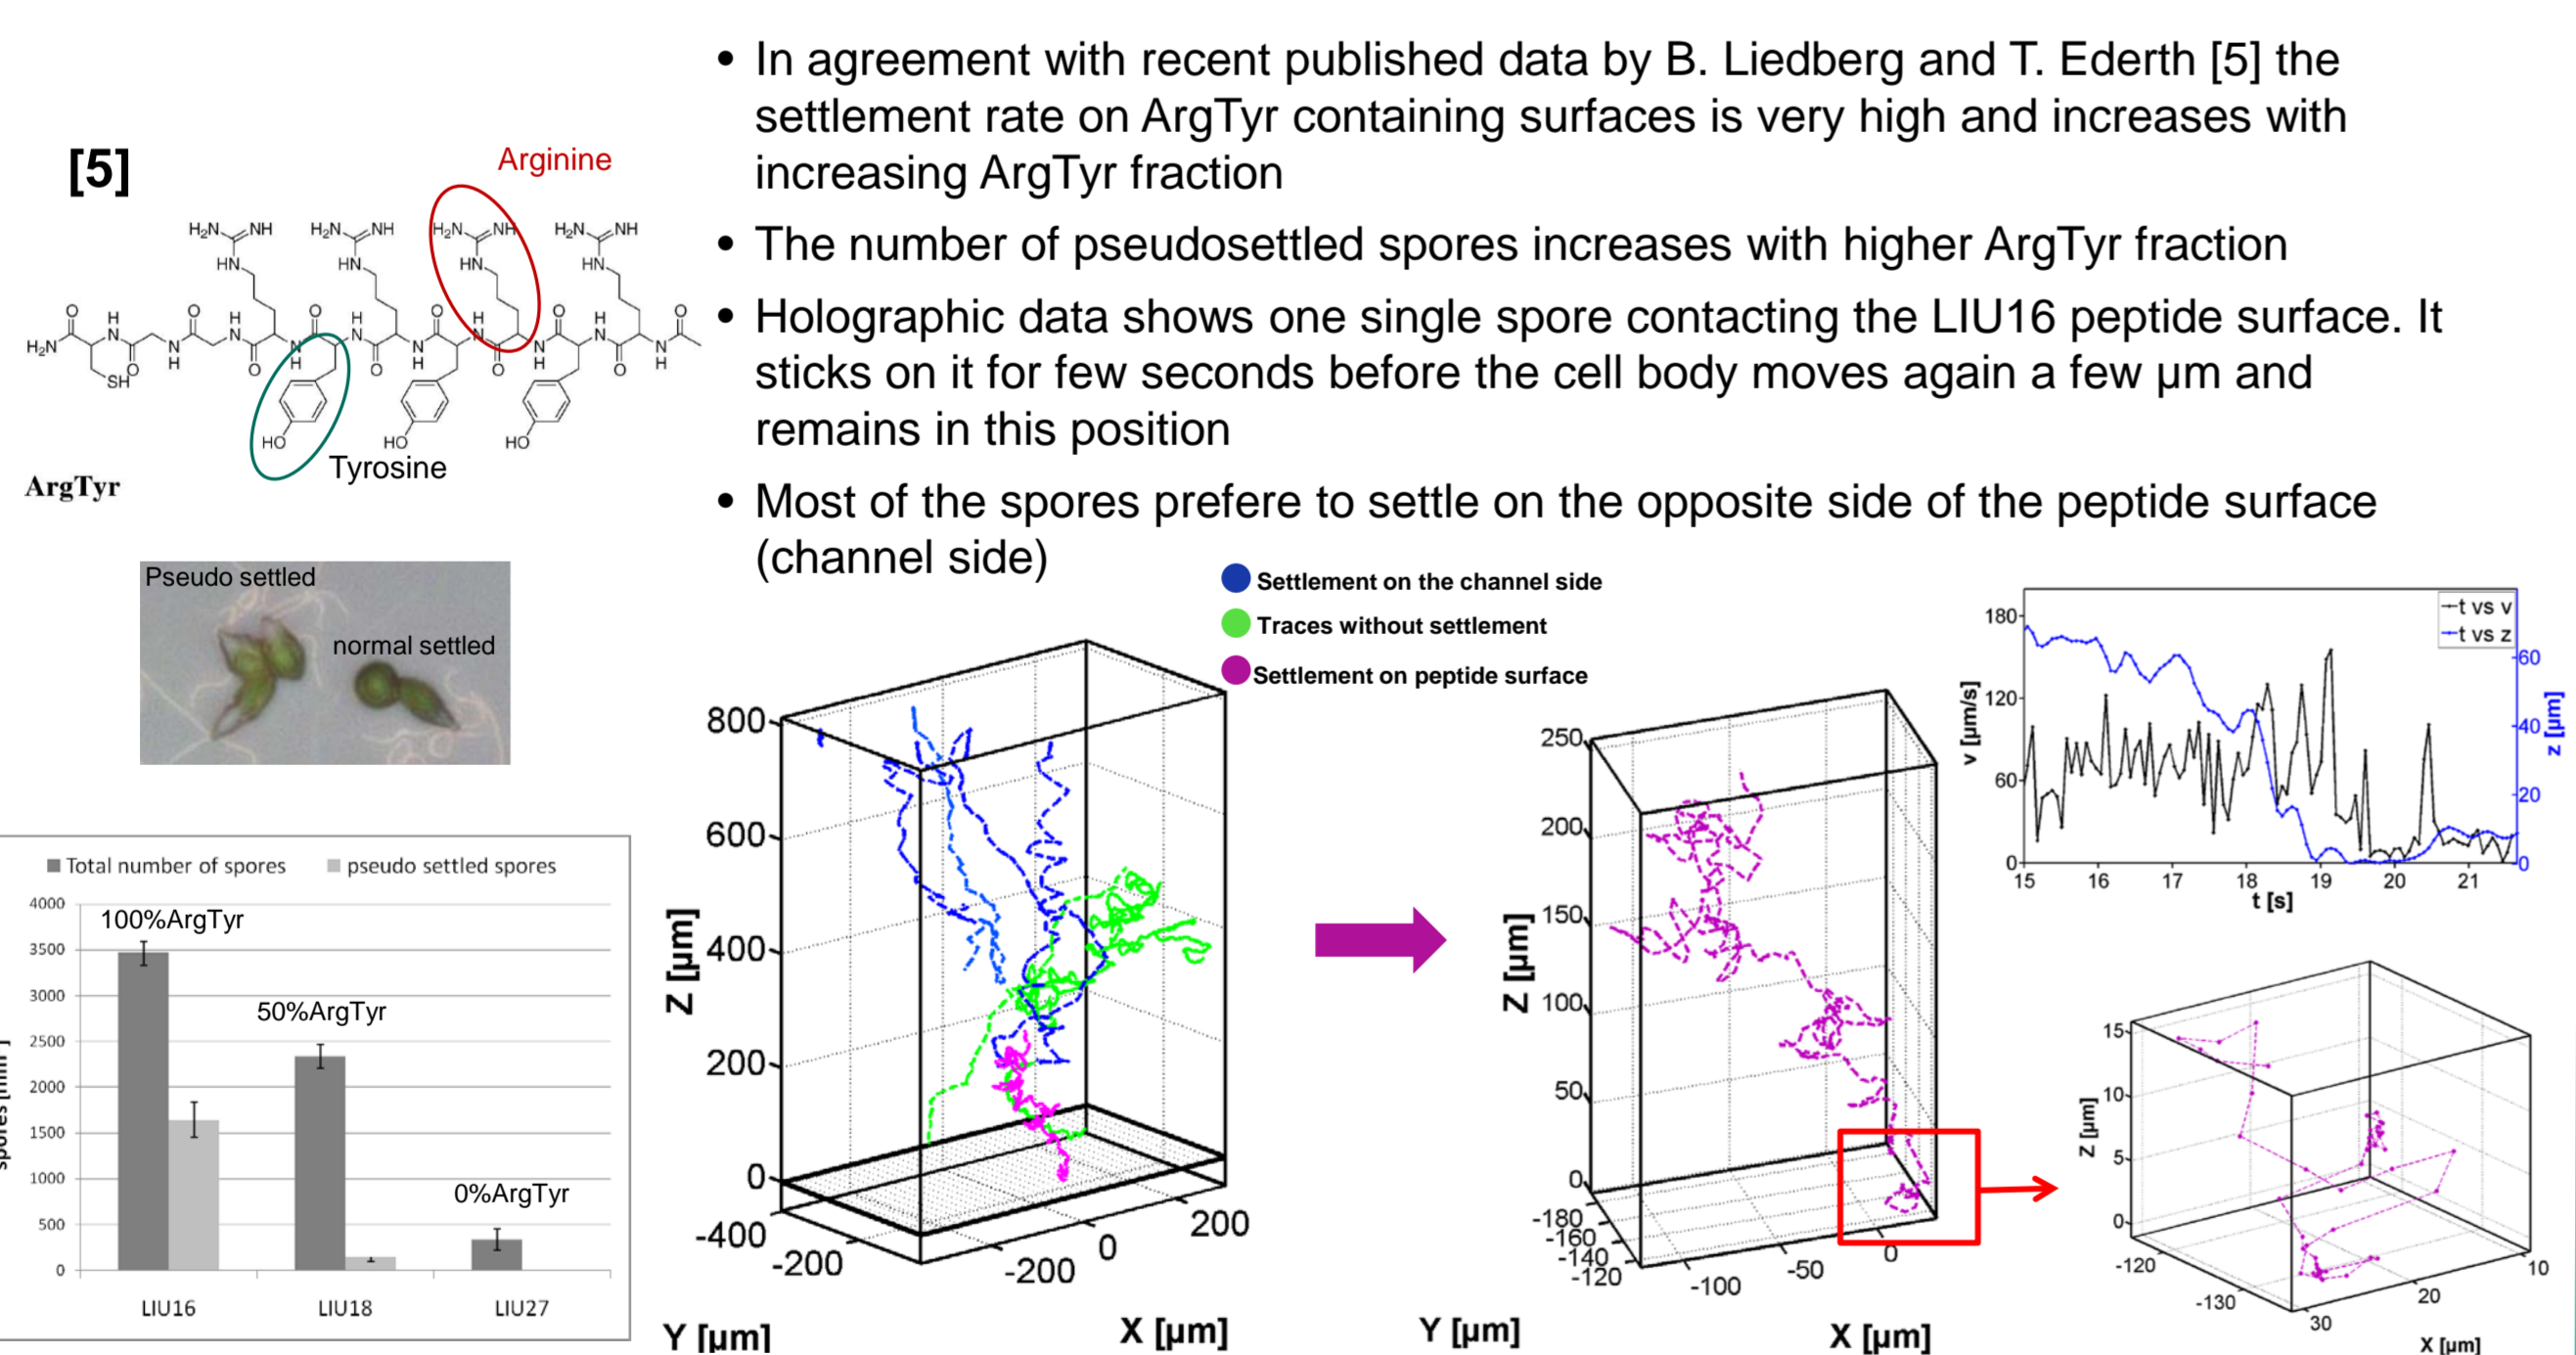 • In agreement with recent published data by B. Liedberg and T. Ederth [5] the
settlement rate on ArgTyr containing surfaces is very high and increases with
increasing ArgTyr fraction
• The number of pseudosettled spores increases with higher ArgTyr fraction
• Holographic data shows one single spore contacting the LIU16 peptide surface. It
sticks on it for few seconds before the cell body moves again a few µm and
remains in this position
• Most of the spores prefere to settle on the opposite side of the peptide surface
(channel side)
[5]
Arginine
H₂N NH H₂N NH H₂N NH H₂N NH
HN HN HN HN
O H O H O H O H O H O
H₂N N N N N N N
SH O H O H O H O H O H
HO HO HO
Tyrosine
ArgTyr
Pseudo settled
normal settled
Total number of spores pseudo settled spores
4000
3500
3000
2500
2000
1500
1000
500
0
100%ArgTyr
50%ArgTyr
0%ArgTyr
LIU16 LIU18 LIU27
Settlement on the channel side
Traces without settlement
Settlement on peptide surface
Z [µm]
800
600
400
200
0
-400
-200
-200
0
200
Y [µm]
X [µm]
Z [µm]
250
200
150
100
50
0
-180
-160
-140
-120
-100
-50
0
Y [µm]
X [µm]
t vs v
t vs z
v [µm/s]
180
120
60
0
z [µm]
60
40
20
0
15 16 17 18 19 20 21
t [s]
Z [µm]
15
10
5
0
-120
-130
30
20
10
X [µm]